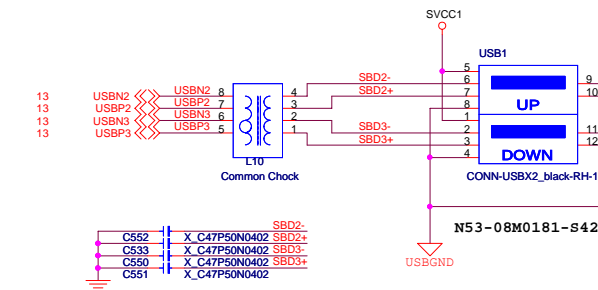 SVCC1
USB1
5
6
7
8
1
2
3
4
9
10
11
12
UP
DOWN
CONN-USBX2_black-RH-1
N53-08M0181-S42
USBGND
13 USBN2 USBN2 8 4 SBD2-
13 USBP2 USBP2 7 3 SBD2+
13 USBN3 USBN3 6 2 SBD3-
13 USBP3 USBP3 5 1 SBD3+
L10
Common Chock
SBD2-
C552 X_C47P50N0402 SBD2+
C533 X_C47P50N0402 SBD3-
C550 X_C47P50N0402 SBD3+
C551 X_C47P50N0402